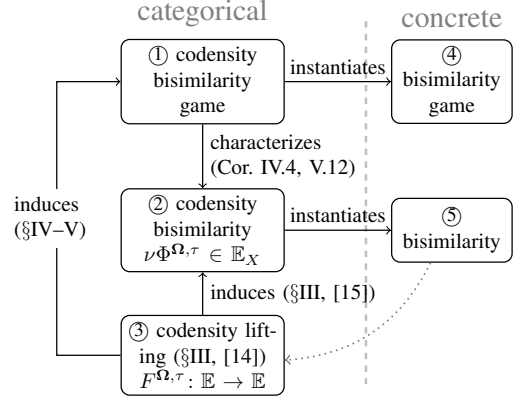 categorical
concrete
① codensity
bisimilarity
game
instantiates
④
bisimilarity
game
characterizes
(Cor. IV.4, V.12)
induces
(§IV–V)
② codensity
bisimilarity
νΦ^{Ω,τ} ∈ 𝔼_X
instantiates
⑤
bisimilarity
induces (§III, [15])
③ codensity lift-
ing (§III, [14])
F^{Ω,τ}: 𝔼 → 𝔼